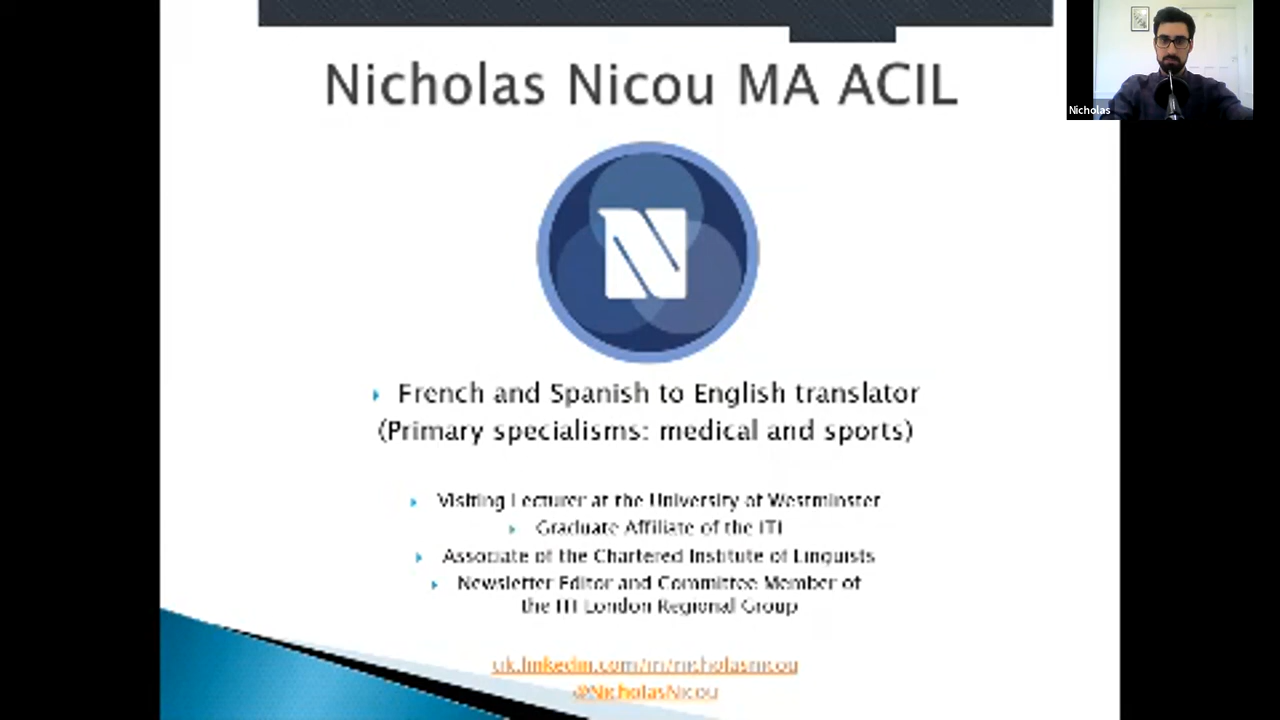 Nicholas Nicou MA ACIL
N
Nicholas
French and Spanish to English translator
(Primary specialisms: medical and sports)
Visiting Lecturer at the University of Westminster
Graduate Affiliate of the ITI
Associate of the Chartered Institute of Linguists
Newsletter Editor and Committee Member of
the ITI London Regional Group
uk.linkedin.com/in/nicholasnicou
@NicholasNicou